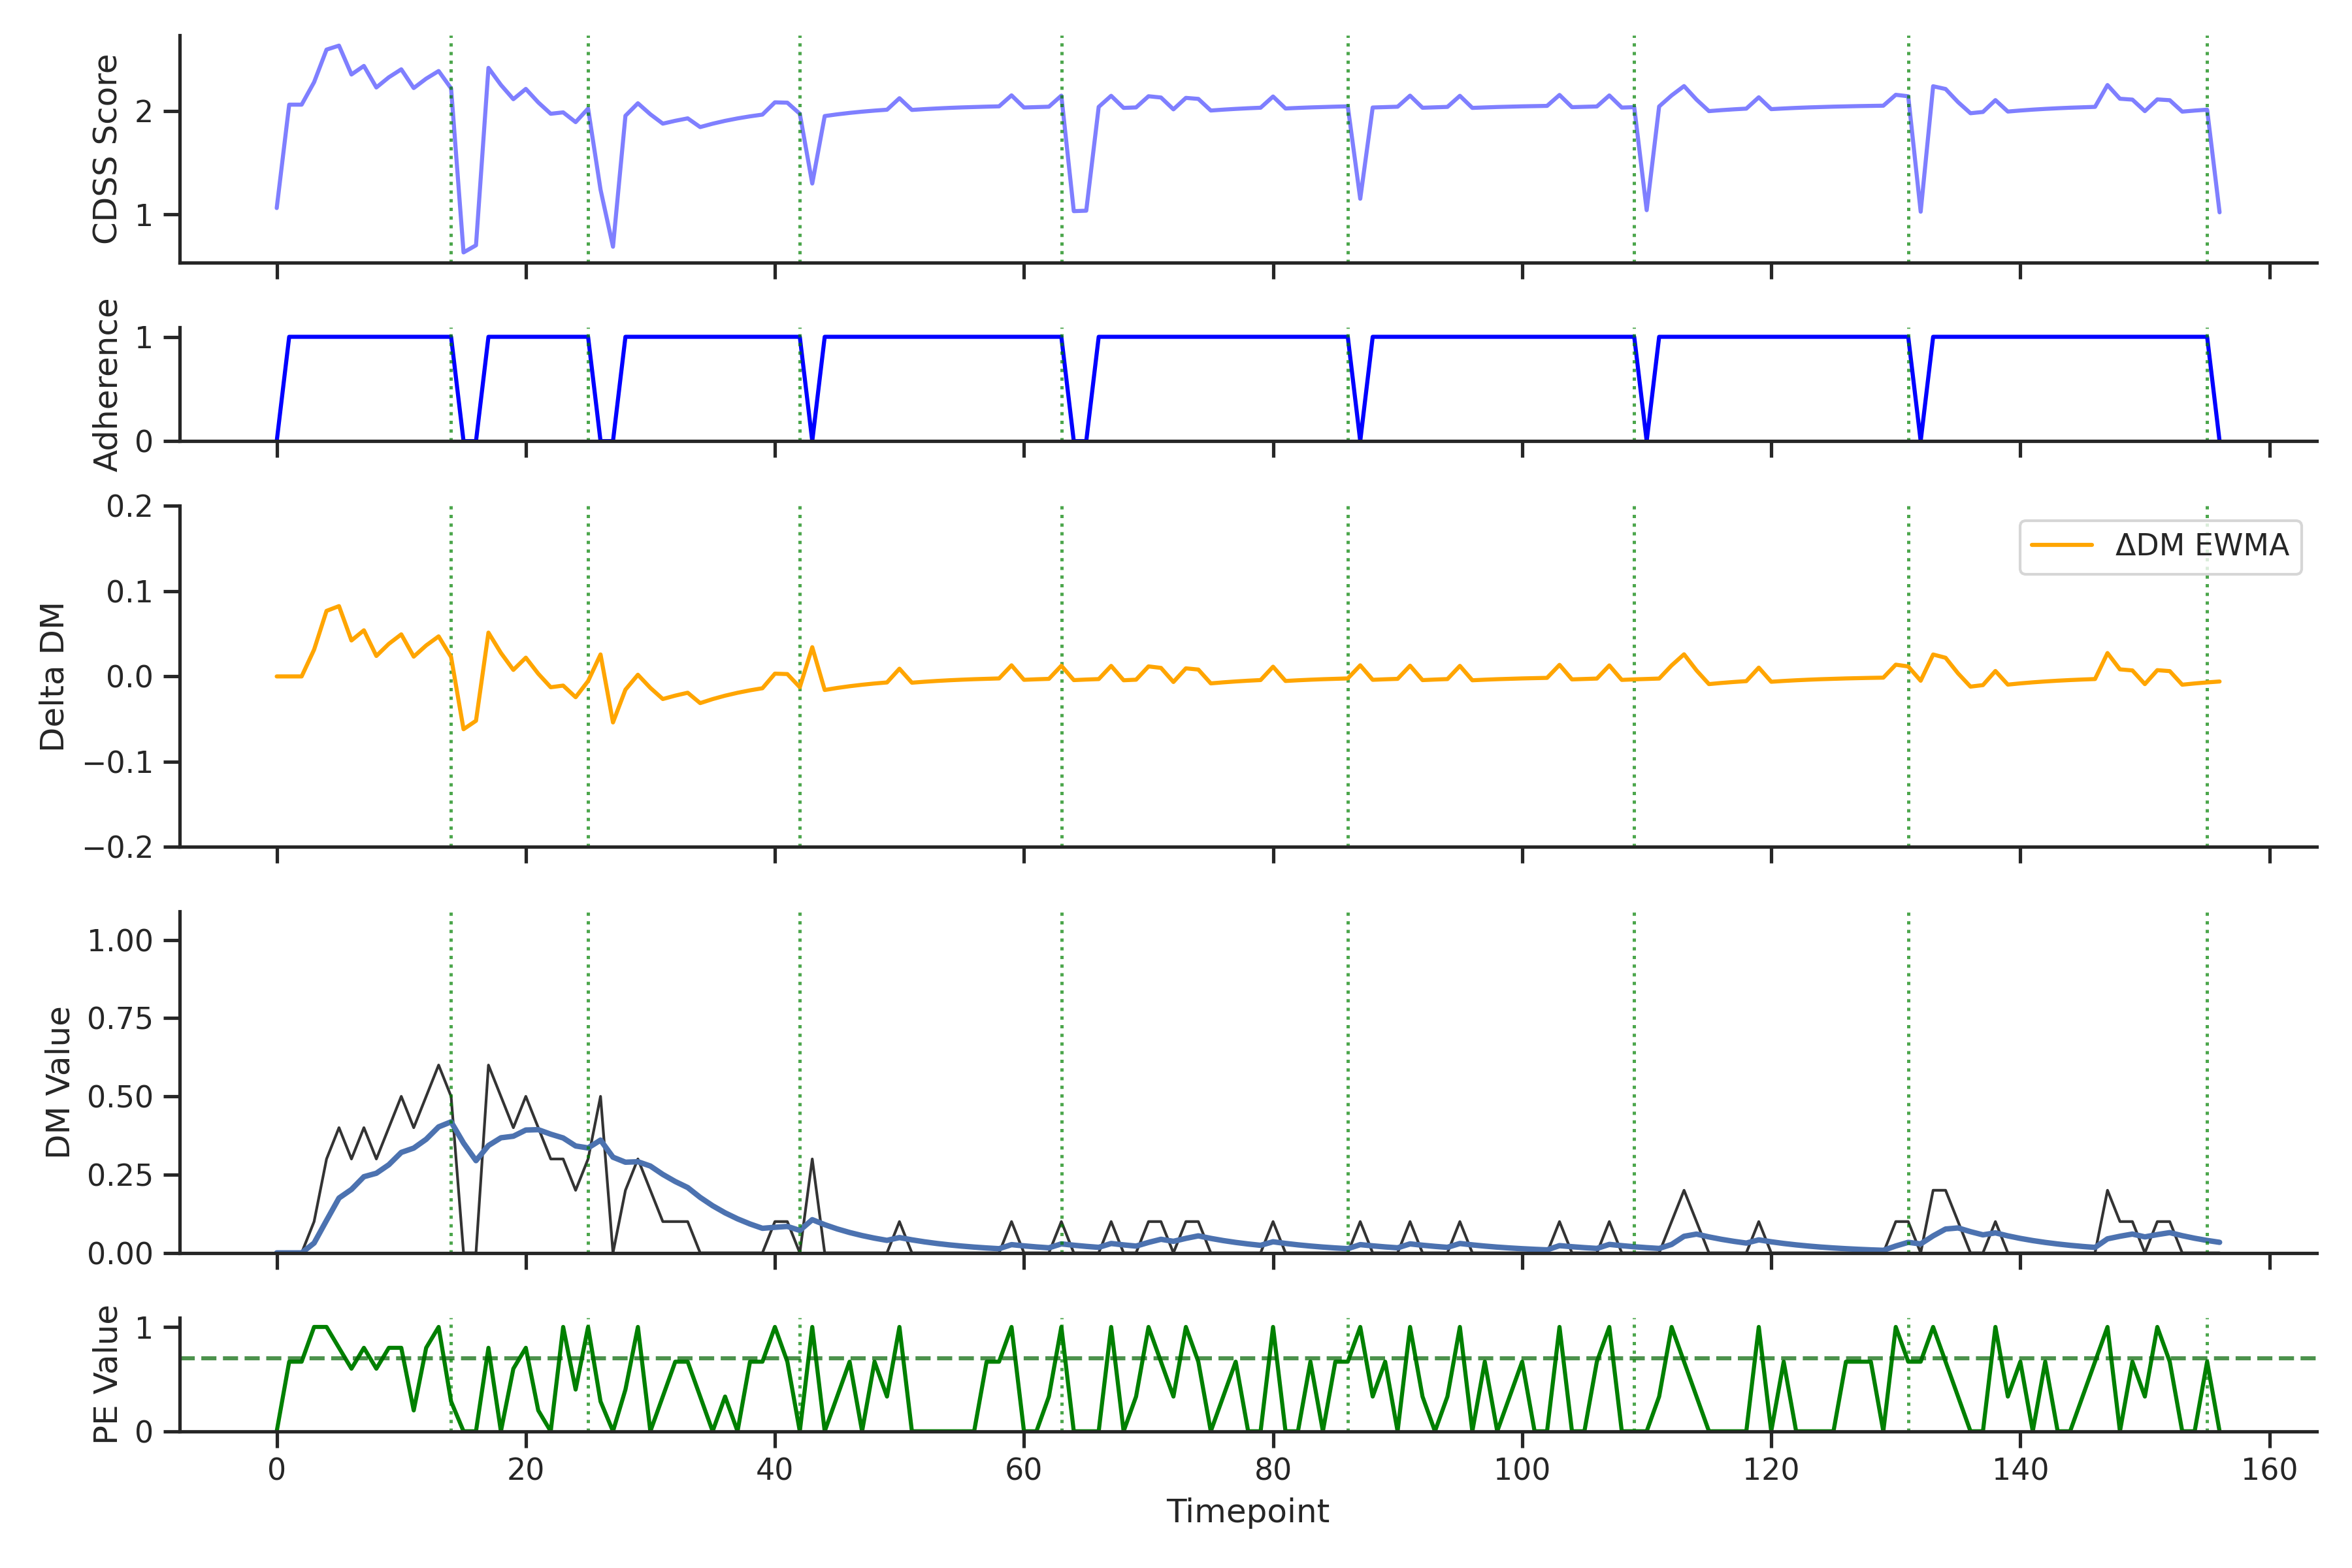 CDSS Score
2
1
Adherence
1
0
Delta DM
0.2
0.1
0.0
−0.1
−0.2
ΔDM EWMA
DM Value
1.00
0.75
0.50
0.25
0.00
PE Value
1
0
0 20 40 60 80 100 120 140 160
Timepoint